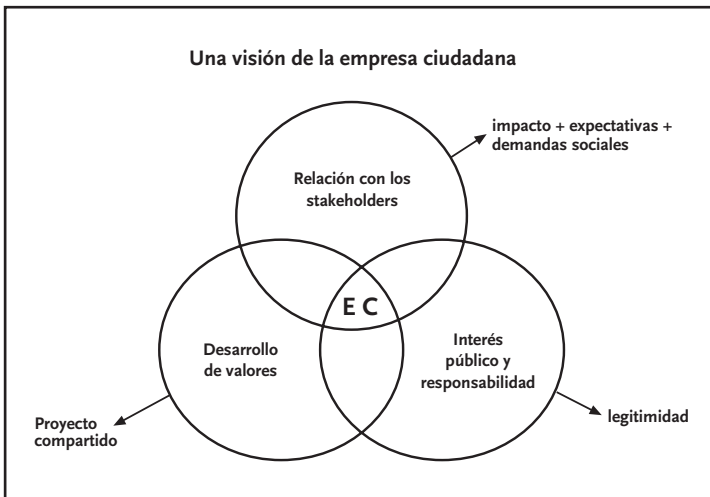 Una visión de la empresa ciudadana
impacto + expectativas +
demandas sociales
Relación con los
stakeholders
E C
Desarrollo
de valores
Interés
público y
responsabilidad
Proyecto
compartido
legitimidad